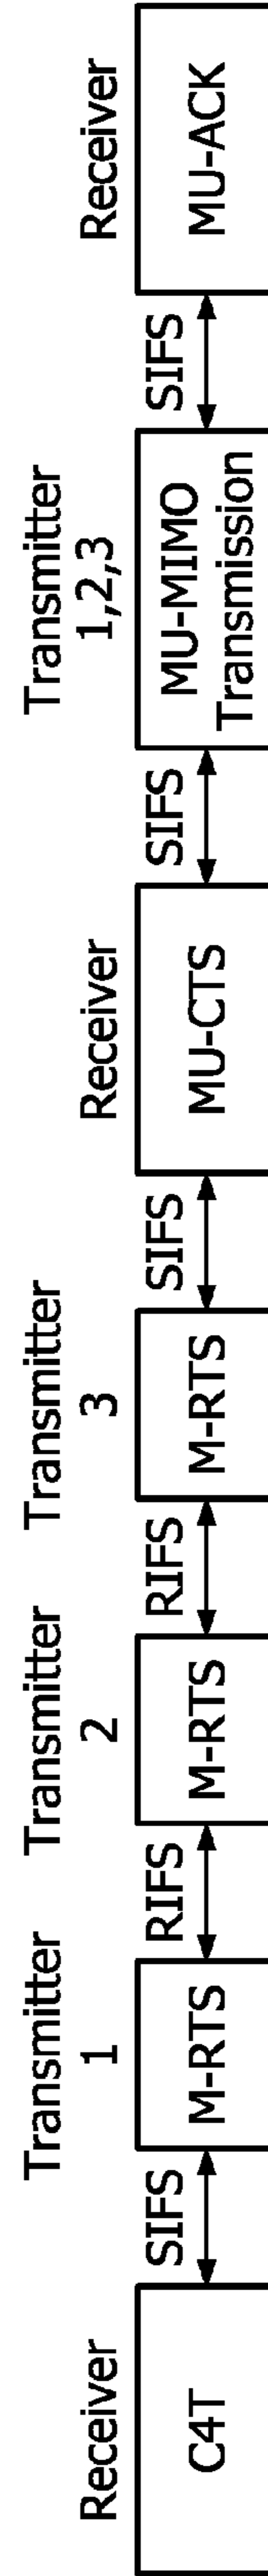 Receiver
C4T
SIFS
Transmitter
1
M-RTS
RIFS
Transmitter
2
M-RTS
RIFS
Transmitter
3
M-RTS
SIFS
Receiver
MU-CTS
SIFS
Transmitter
1,2,3
MU-MIMO
Transmission
SIFS
Receiver
MU-ACK